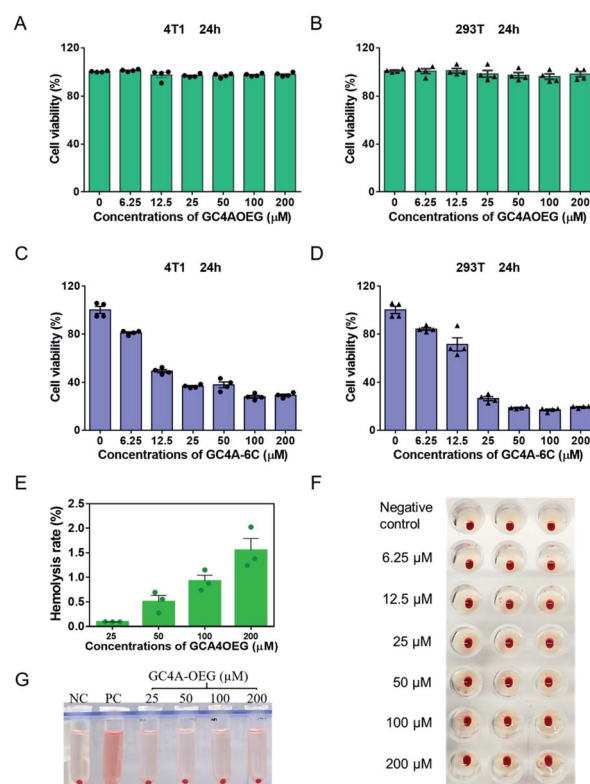 A
4T1 24h
Cell viability (%)
120
80
40
0
0 6.25 12.5 25 50 100 200
Concentrations of GC4AOEG (μM)
B
293T 24h
Cell viability (%)
120
80
40
0
0 6.25 12.5 25 50 100 200
Concentrations of GC4AOEG (μM)
C
4T1 24h
Cell viability (%)
120
80
40
0
0 6.25 12.5 25 50 100 200
Concentrations of GC4A-6C (μM)
D
293T 24h
Cell viability (%)
120
80
40
0
0 6.25 12.5 25 50 100 200
Concentrations of GC4A-6C (μM)
E
Hemolysis rate (%)
2.5
2.0
1.5
1.0
0.5
0.0
25 50 100 200
Concentrations of GCA4OEG (μM)
F
Negative
control
6.25 μM
12.5 μM
25 μM
50 μM
100 μM
200 μM
G
GC4A-OEG (μM)
NC PC 25 50 100 200